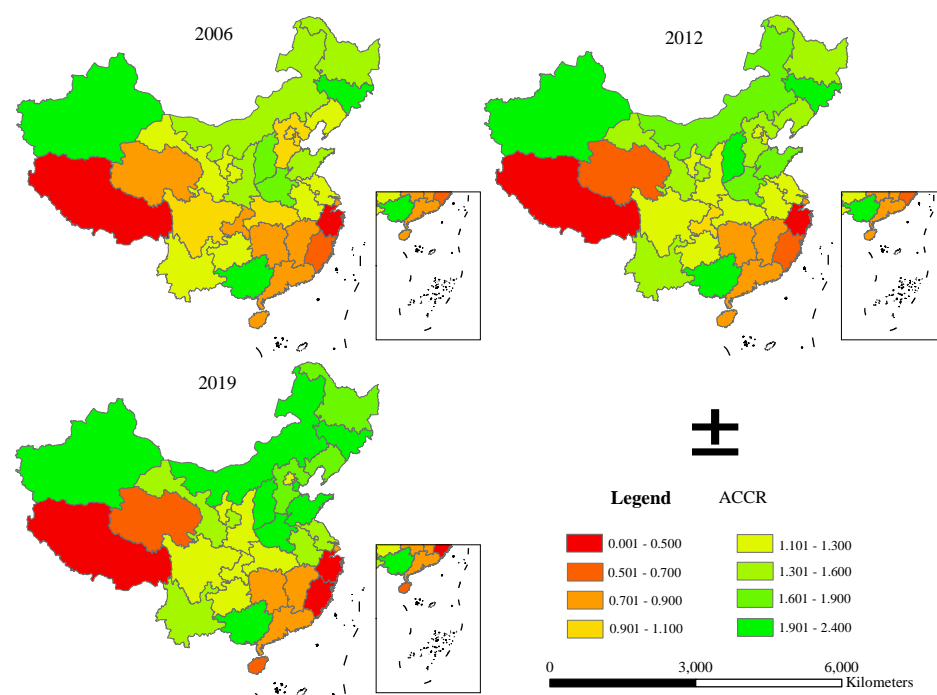 2006
2012
2019
Legend
ACCR
0.001 - 0.500
0.501 - 0.700
0.701 - 0.900
0.901 - 1.100
1.101 - 1.300
1.301 - 1.600
1.601 - 1.900
1.901 - 2.400
0
3,000
6,000
Kilometers